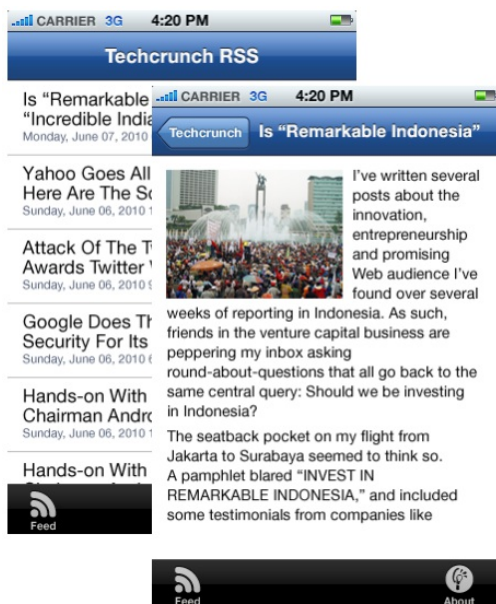 CARRIER 3G 4:20 PM
Techcrunch RSS
Is “Remarkable
“Incredible India
Monday, June 07, 2010
Yahoo Goes All
Here Are The
Sunday, June 06, 2010
Attack Of The
Awards Twitter
Sunday, June 06, 2010
Google Does
Security For Its
Sunday, June 06, 2010
Hands-on With
Chairman
Sunday, June 06, 2010
Hands-on With
Feed
CARRIER 3G 4:20 PM
Techcrunch Is “Remarkable Indonesia”
I’ve written several
posts about the
innovation,
entrepreneurship
and promising
Web audience I’ve
found over several
weeks of reporting in Indonesia. As such,
friends in the venture capital business are
peppering my inbox asking
round-about-questions that all go back to the
same central query: Should we be investing
in Indonesia?
The seatback pocket on my flight from
Jakarta to Surabaya seemed to think so.
A pamphlet blared “INVEST IN
REMARKABLE INDONESIA,” and included
some testimonials from companies like
Feed About